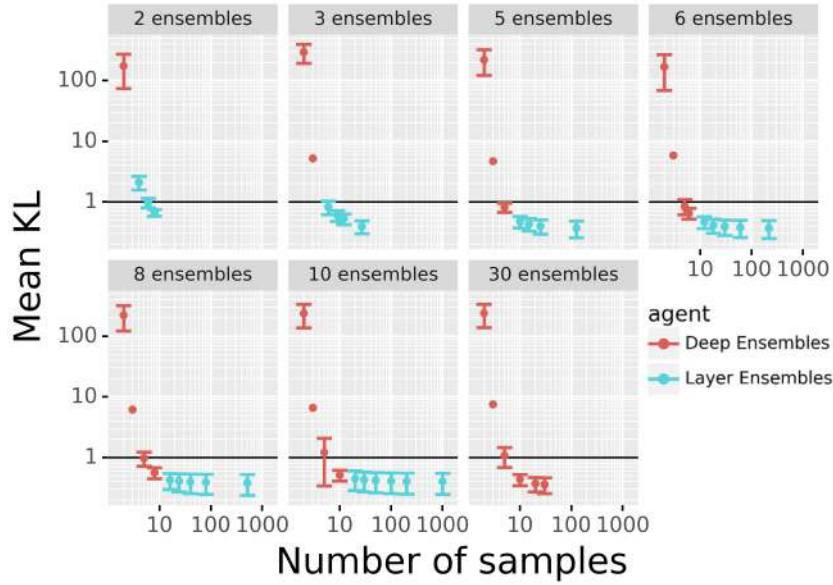 2 ensembles 3 ensembles 5 ensembles 6 ensembles
100
10
1
10 100 1000
8 ensembles 10 ensembles 30 ensembles
100
10
1
10 100 1000 10 100 1000 10 100 1000
Mean KL
Number of samples
agent
Deep Ensembles
Layer Ensembles